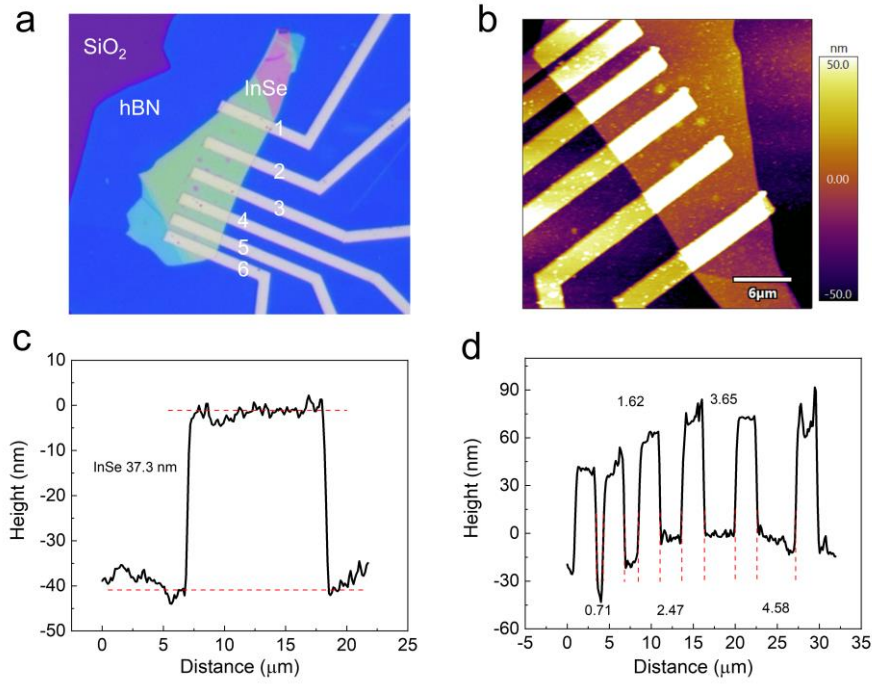 a
SiO₂
hBN
InSe
1
2
3
4
5
6
b
nm
50.0
0.00
-50.0
6μm
c
10
0
-10
-20
-30
-40
-50
Height (nm)
InSe 37.3 nm
0
5
10
15
20
25
Distance (μm)
d
90
60
30
0
-30
-60
Height (nm)
1.62
3.65
0.71
2.47
4.58
0
5
10
15
20
25
30
35
Distance (μm)